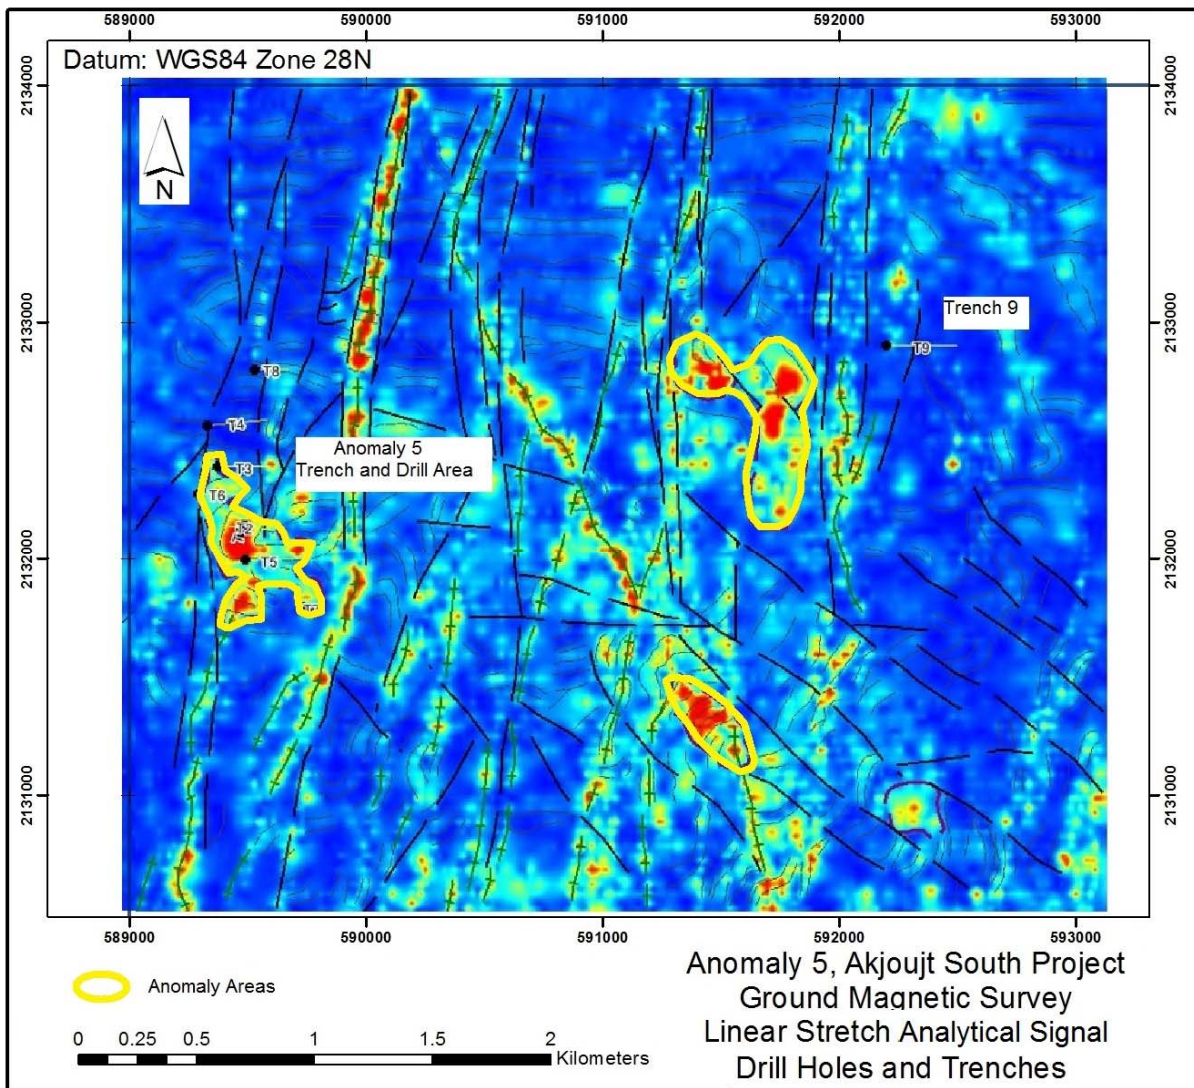 589000 590000 591000 592000 593000
Datum: WGS84 Zone 28N
2134000 2134000
N
2133000 2133000
Trench 9
T9
T8
T4
Anomaly 5
Trench and Drill Area
T3
T6
T2
2132000 2132000
T5
2131000 2131000
589000 590000 591000 592000 593000
Anomaly Areas
0 0.25 0.5 1 1.5 2
Kilometers
Anomaly 5, Akjoujt South Project
Ground Magnetic Survey
Linear Stretch Analytical Signal
Drill Holes and Trenches